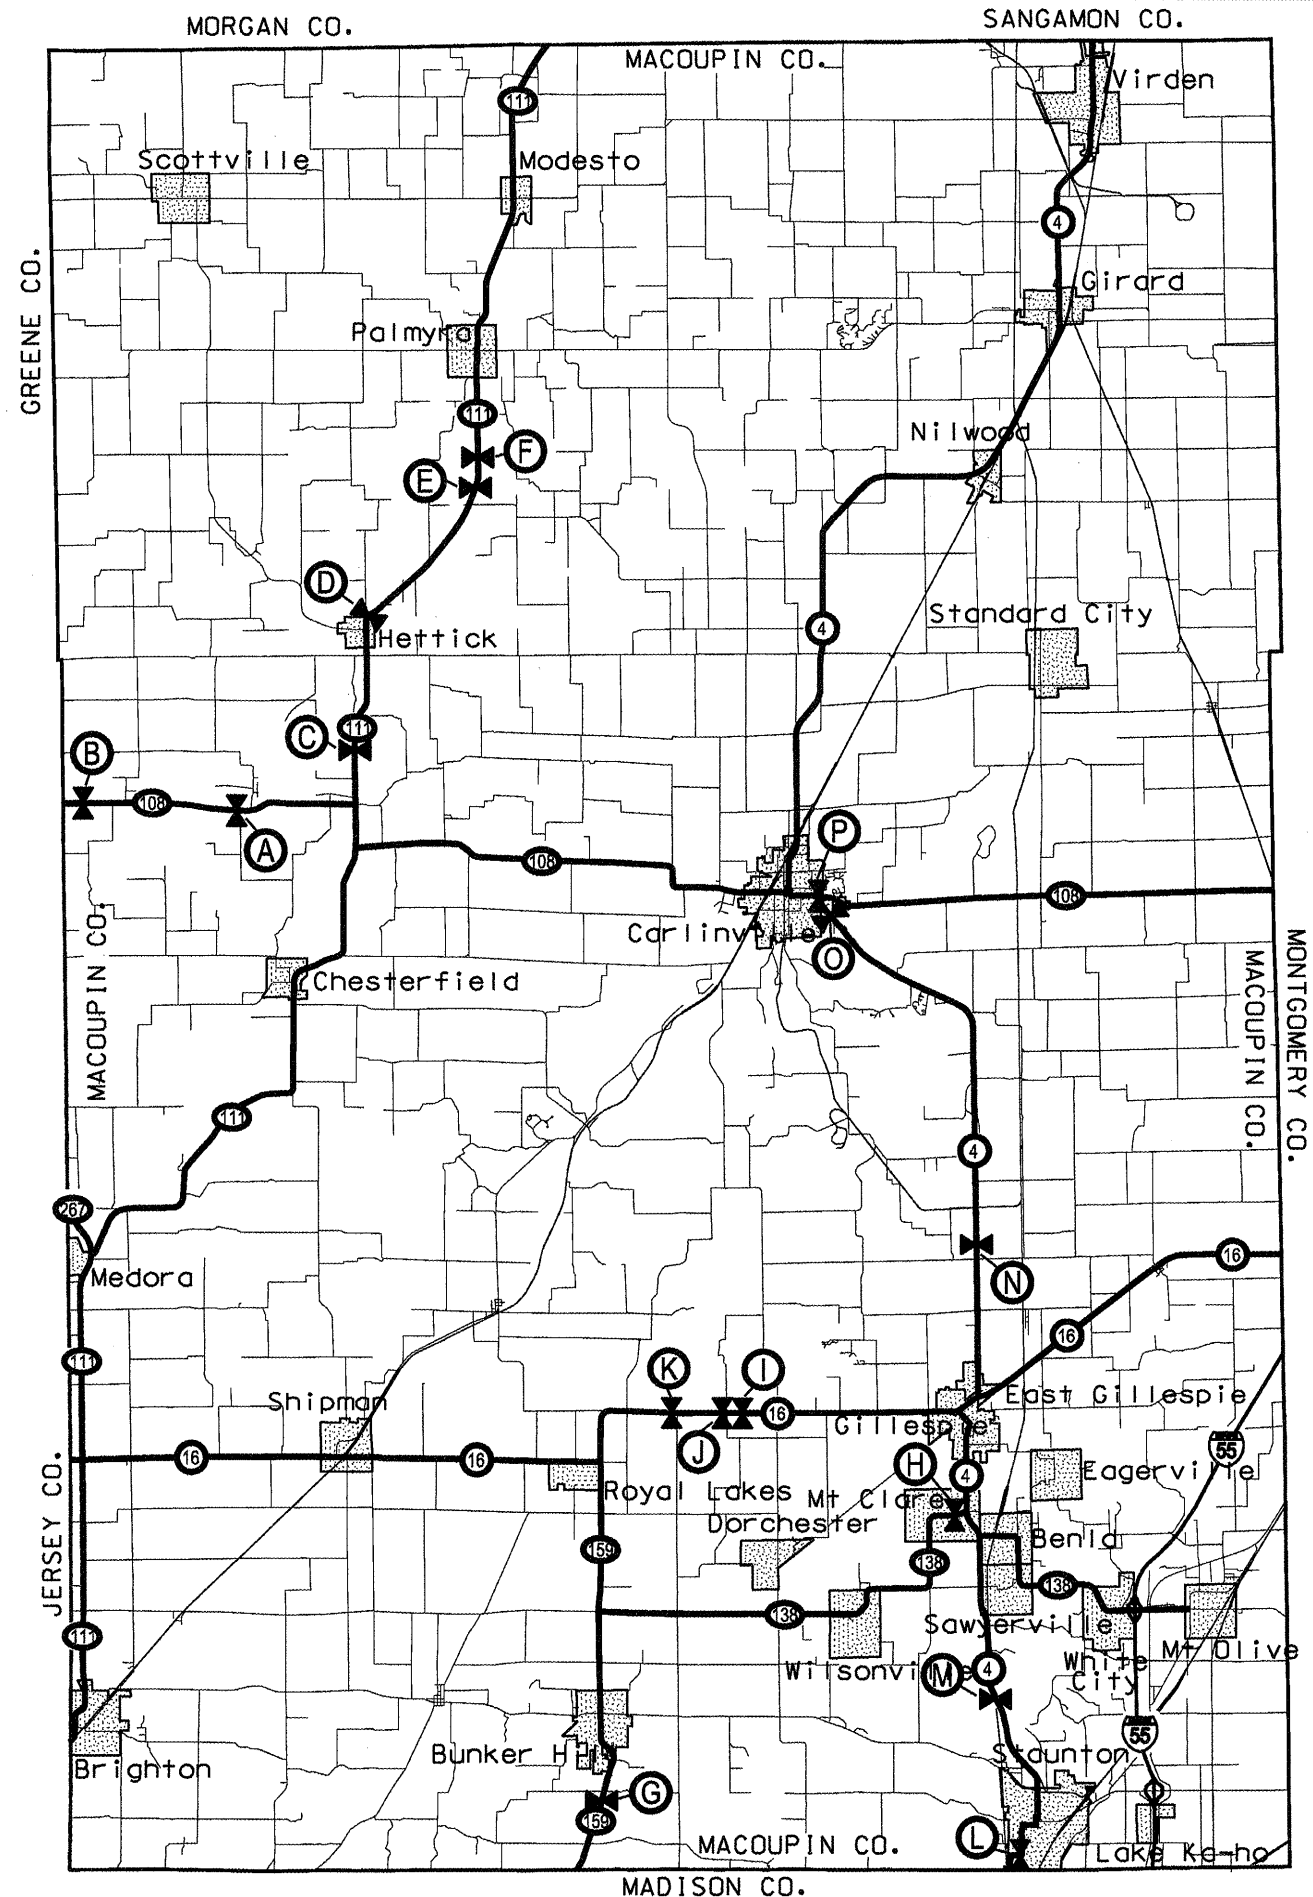 MORGAN CO.
SANGAMON CO.
MACOUPIN CO.
Virden
111
Scottville
Modesto
4
GREENE CO.
Girard
Palmyra
111
Nilwood
F
E
D
Standard City
4
Hettick
111
C
B
108
P
A
108
108
MACOUPIN CO.
Carlinville
O
MACOUPIN CO.
MONTGOMERY CO.
Chesterfield
111
4
267
N
16
Medora
16
111
K
I
East Gillespie
Shipman
16
Gillespie
55
J
H
16
16
4
Eagerville
JERSEY CO.
Royal Lakes
Mt Clare
Dorchester
Benld
159
138
138
138
111
Sawyerville
Mt Olive
White
City
Wilsonville
M
4
55
Bunker Hill
Staunton
Brighton
G
159
L
MACOUPIN CO.
Lake Ka-ho
MADISON CO.